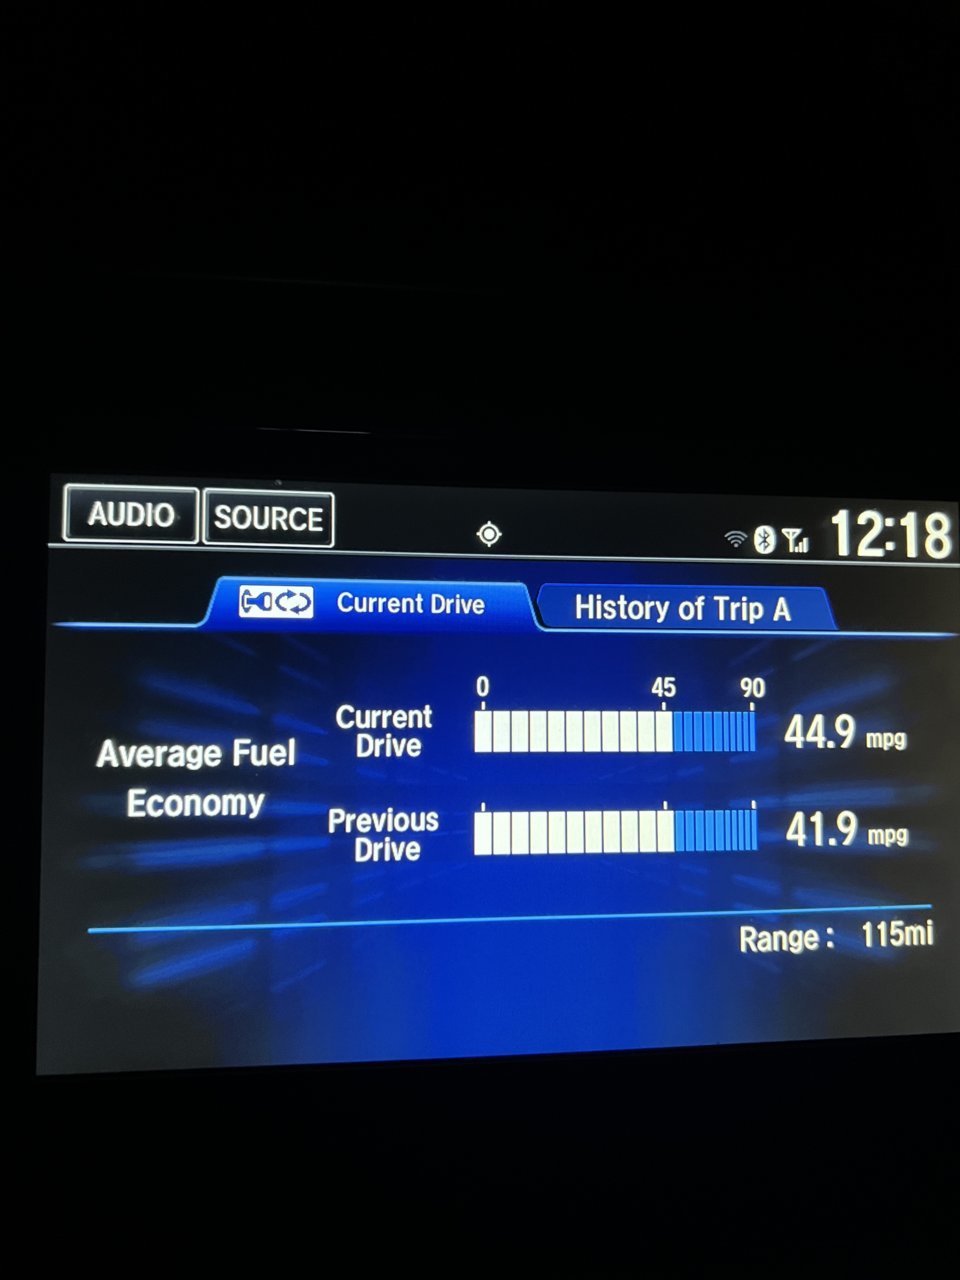 AUDIO SOURCE 12:18
Current Drive History of Trip A
0 45 90
Current
Drive
44.9 mpg
Average Fuel
Economy
Previous
Drive
41.9 mpg
Range : 115mi